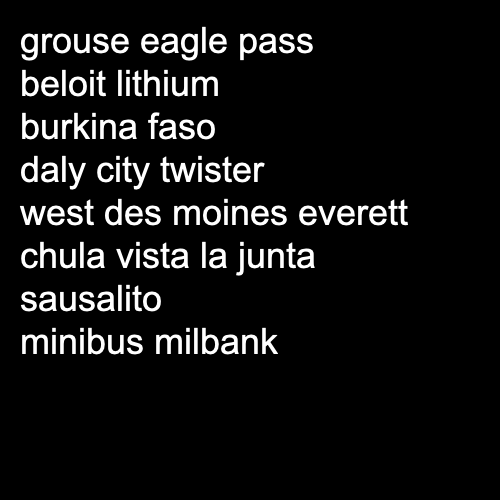 grouse eagle pass
beloit lithium
burkina faso
daly city twister
west des moines everett
chula vista la junta
sausalito
minibus milbank